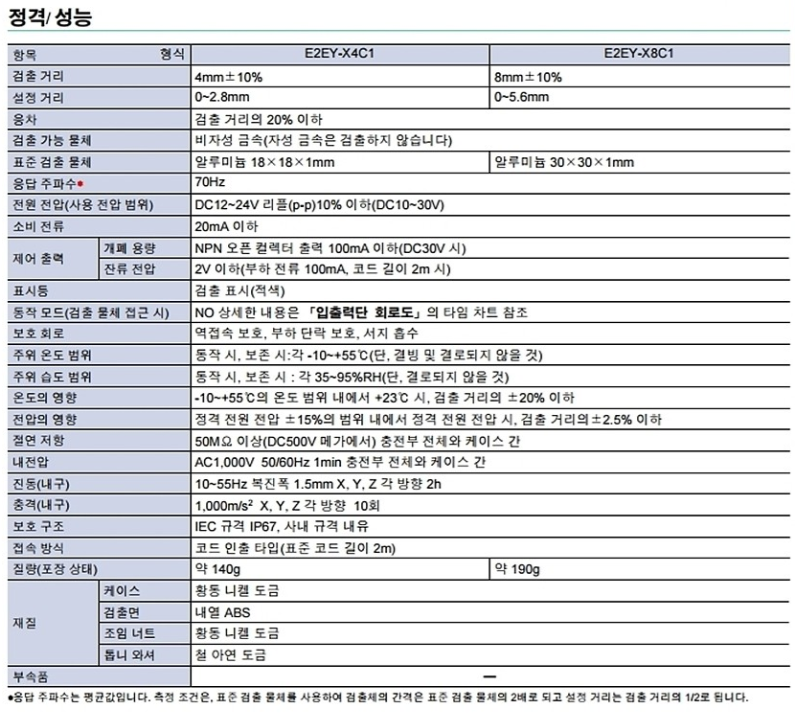 정격/성능
항목 형식 E2EY-X4C1 E2EY-X8C1
검출 거리 4mm±10% 8mm±10%
설정 거리 0~2.8mm 0~5.6mm
응차 검출 거리의 20% 이하
검출 가능 물체 비자성 금속(자성 금속은 검출하지 않습니다)
표준 검출 물체 알루미늄 18×18×1mm 알루미늄 30×30×1mm
응답 주파수● 70Hz
전원 전압(사용 전압 범위) DC12~24V 리플(p-p)10% 이하(DC10~30V)
소비 전류 20mA 이하
제어 출력 개폐 용량 NPN 오픈 컬렉터 출력 100mA 이하(DC30V 시)
잔류 전압 2V 이하(부하 전류 100mA, 코드 길이 2m 시)
표시등 검출 표시(적색)
동작 모드(검출 물체 접근 시) NO 상세한 내용은 「입출력단 회로도」의 타임 차트 참조
보호 회로 역접속 보호, 부하 단락 보호, 서지 흡수
주위 온도 범위 동작 시, 보존 시:각 -10~+55℃(단, 결빙 및 결로되지 않을 것)
주위 습도 범위 동작 시, 보존 시 : 각 35~95%RH(단, 결로되지 않을 것)
온도의 영향 -10~+55℃의 온도 범위 내에서 +23℃ 시, 검출 거리의 ±20% 이하
전압의 영향 정격 전원 전압 ±15%의 범위 내에서 정격 전원 전압 시, 검출 거리의±2.5% 이하
절연 저항 50MΩ 이상(DC500V 메가에서) 충전부 전체와 케이스 간
내전압 AC1,000V 50/60Hz 1min 충전부 전체와 케이스 간
진동(내구) 10~55Hz 복진폭 1.5mm X, Y, Z 각 방향 2h
충격(내구) 1,000m/s² X, Y, Z 각 방향 10회
보호 구조 IEC 규격 IP67, 사내 규격 내유
접속 방식 코드 인출 타입(표준 코드 길이 2m)
질량(포장 상태) 약 140g 약 190g
재질 케이스 황동 니켈 도금
검출면 내열 ABS
조임 너트 황동 니켈 도금
톱니 와셔 철 아연 도금
부속품 —
●응답 주파수는 평균값입니다. 측정 조건은, 표준 검출 물체를 사용하여 검출체의 간격은 표준 검출 물체의 2배로 되고 설정 거리는 검출 거리의 1/2로 됩니다.